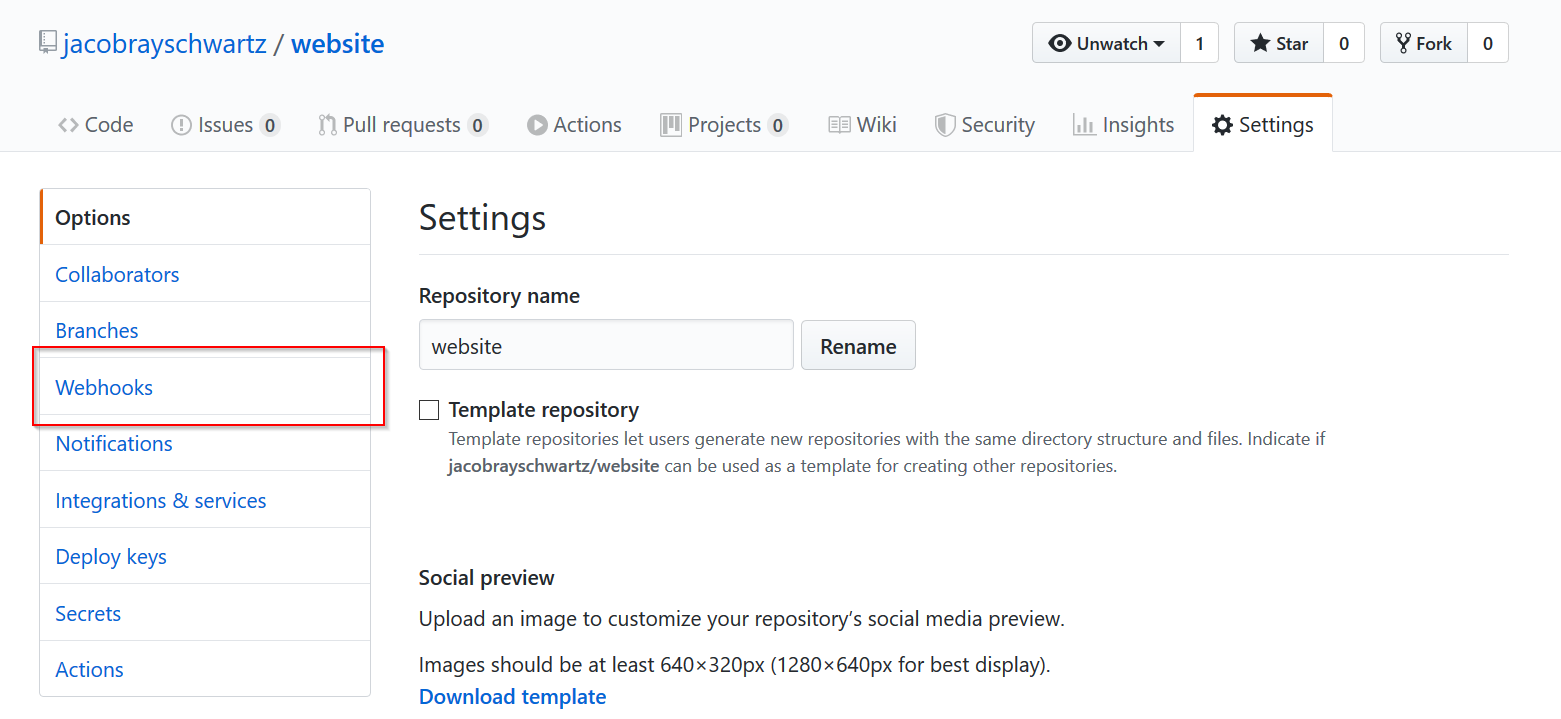 jacobrayschwartz / website
Unwatch 1 Star 0 Fork 0
Code Issues 0 Pull requests 0 Actions Projects 0 Wiki Security Insights Settings
Options
Collaborators
Branches
Webhooks
Notifications
Integrations & services
Deploy keys
Secrets
Actions
Settings
Repository name
website Rename
Template repository
Template repositories let users generate new repositories with the same directory structure and files. Indicate if
jacobrayschwartz/website can be used as a template for creating other repositories.
Social preview
Upload an image to customize your repository’s social media preview.
Images should be at least 640×320px (1280×640px for best display).
Download template